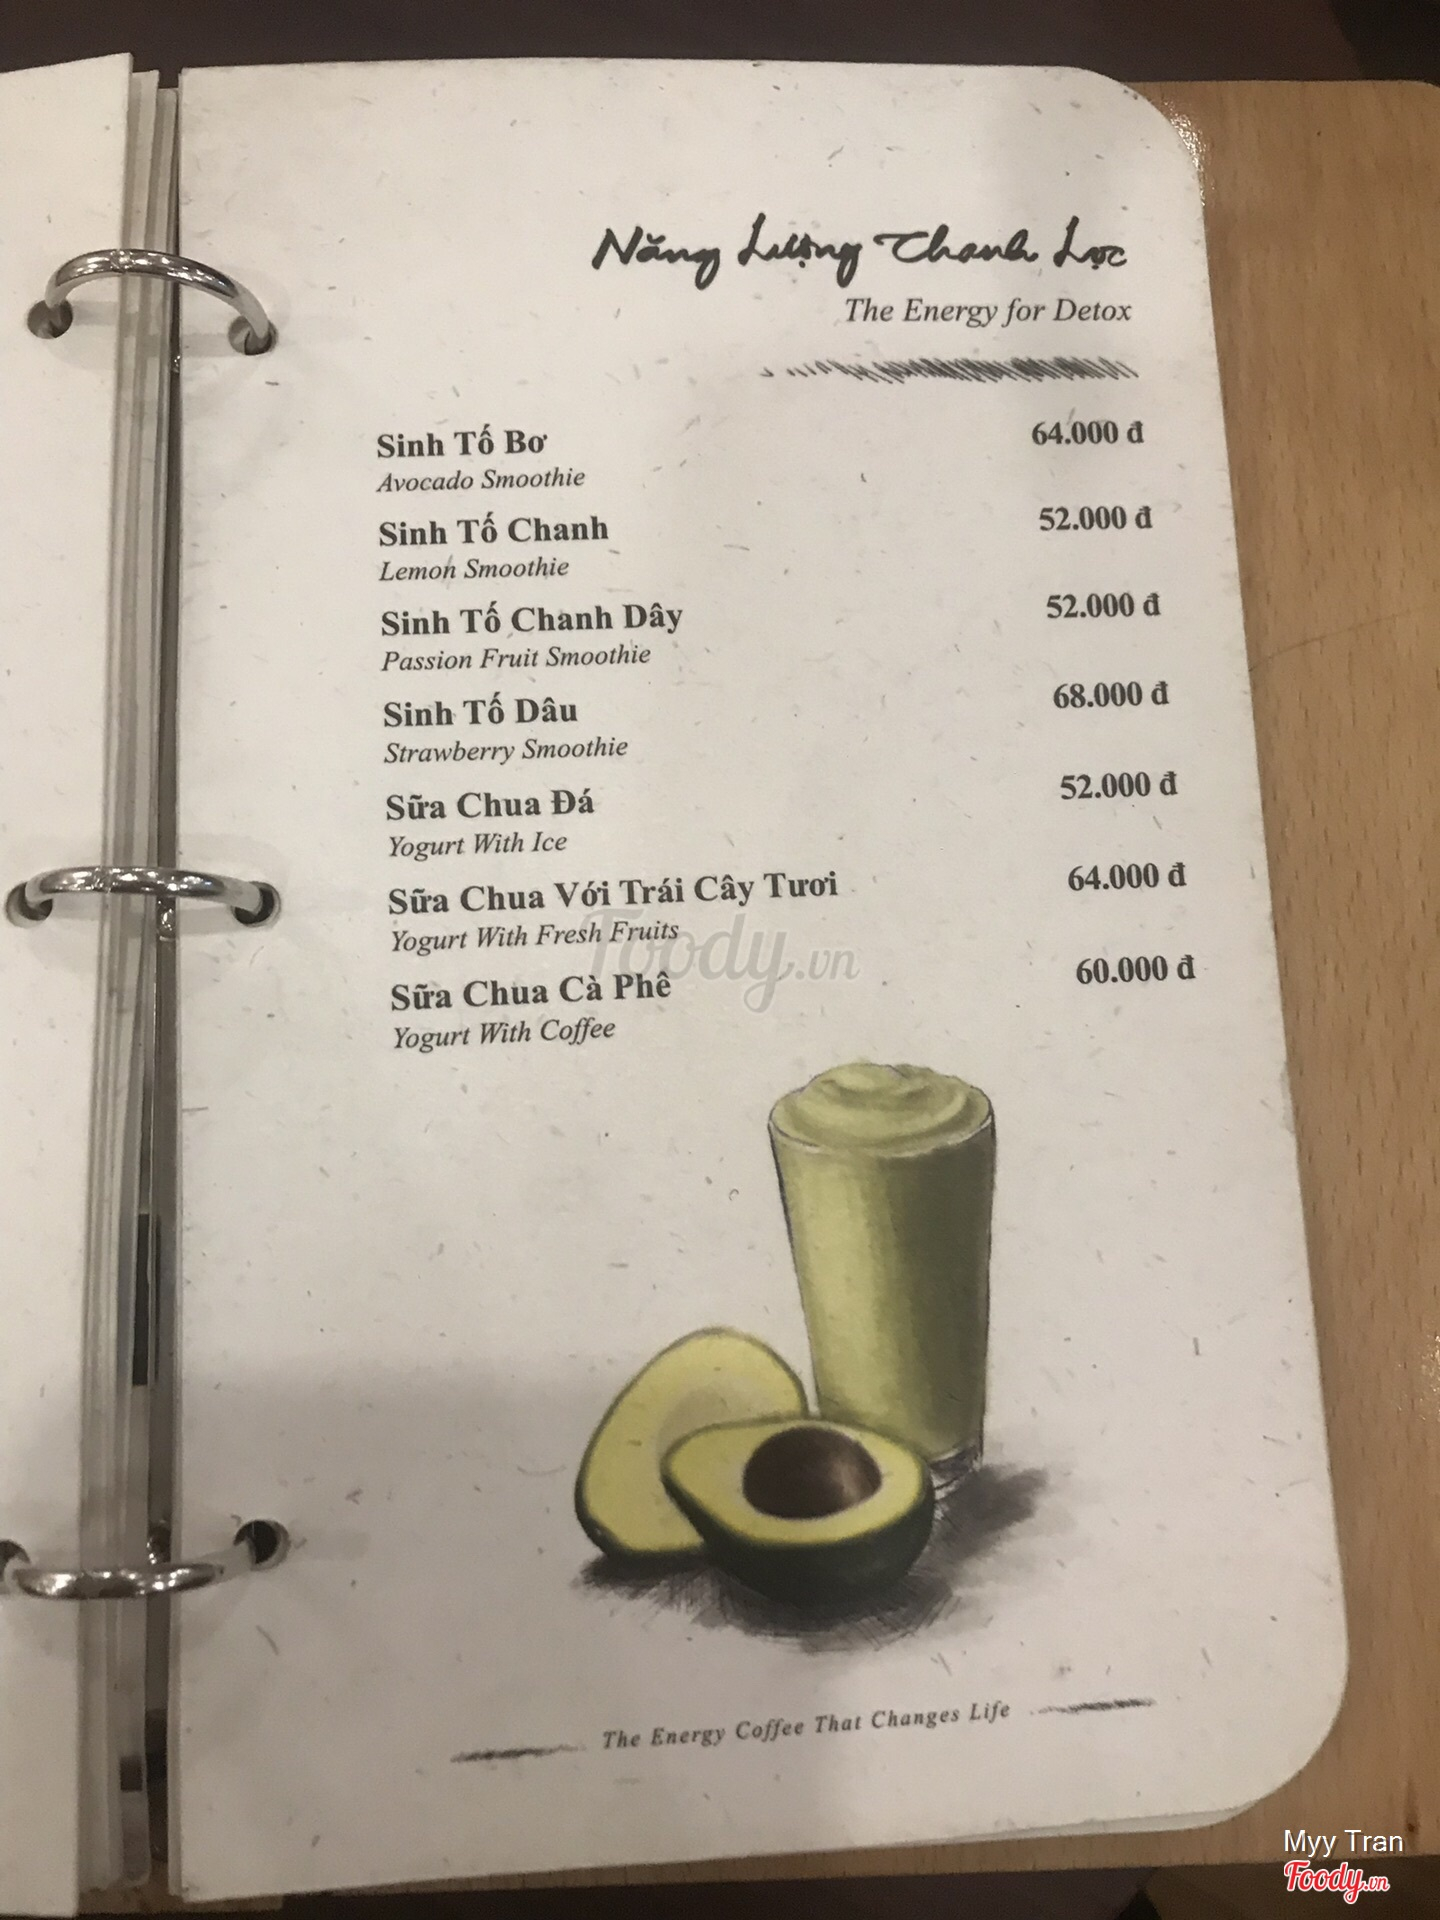 Năng Lượng Thanh Lọc
The Energy for Detox
Sinh Tố Bơ 64.000 đ
Avocado Smoothie
Sinh Tố Chanh 52.000 đ
Lemon Smoothie
Sinh Tố Chanh Dây 52.000 đ
Passion Fruit Smoothie
Sinh Tố Dâu 68.000 đ
Strawberry Smoothie
Sữa Chua Đá 52.000 đ
Yogurt With Ice
Sữa Chua Với Trái Cây Tươi 64.000 đ
Yogurt With Fresh Fruits
Foody.vn
Sữa Chua Cà Phê 60.000 đ
Yogurt With Coffee
The Energy Coffee That Changes Life
Myy Tran
Foody.vn